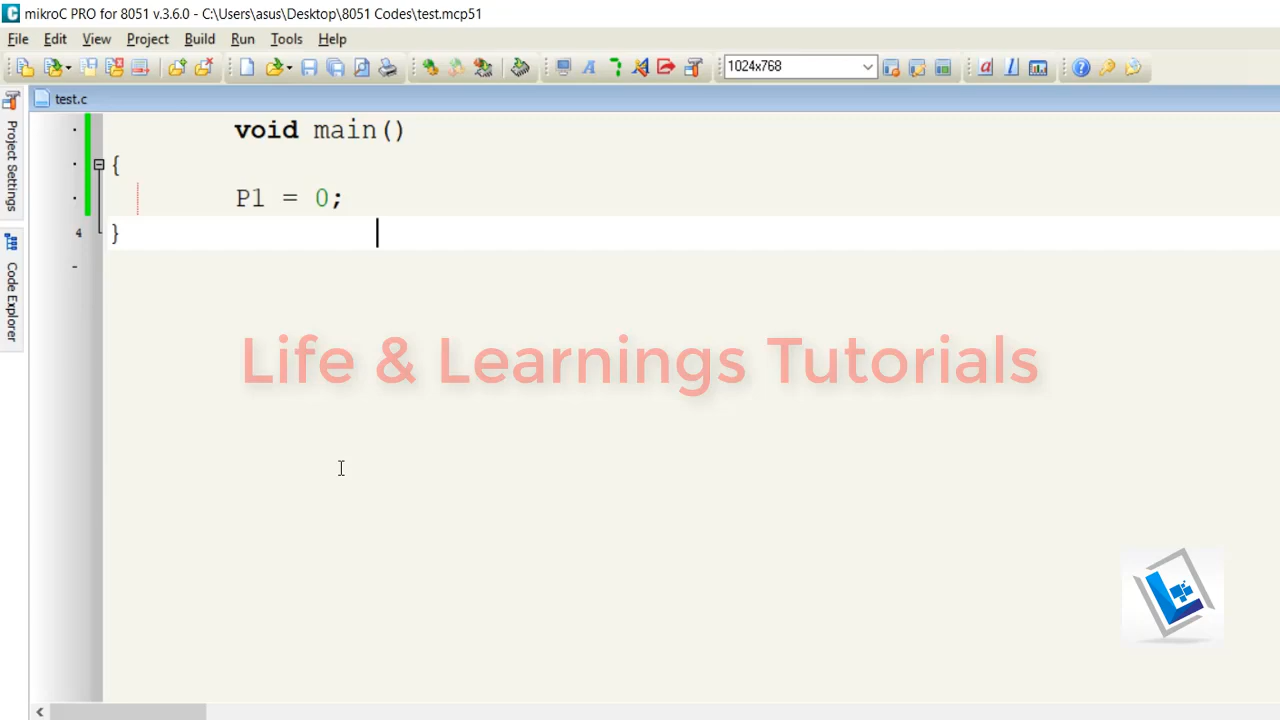 mikroC PRO for 8051 v.3.6.0 - C:\Users\asus\Desktop\8051 Codes\test.mcp51
File Edit View Project Build Run Tools Help
1024x768
test.c
Project Settings
Code Explorer
void main()
{
P1 = 0;
4 }
Life & Learnings Tutorials